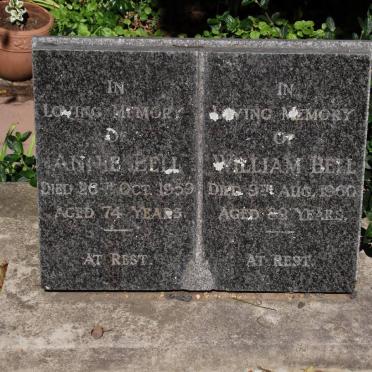 IN
LOVING MEMORY
OF
ANNIE BELL
DIED 26TH OCT. 1959
AGED 74 YEARS.
AT REST.
IN
LOVING MEMORY
OF
WILLIAM BELL
DIED 9TH AUG. 1960
AGED YEARS.
AT REST.